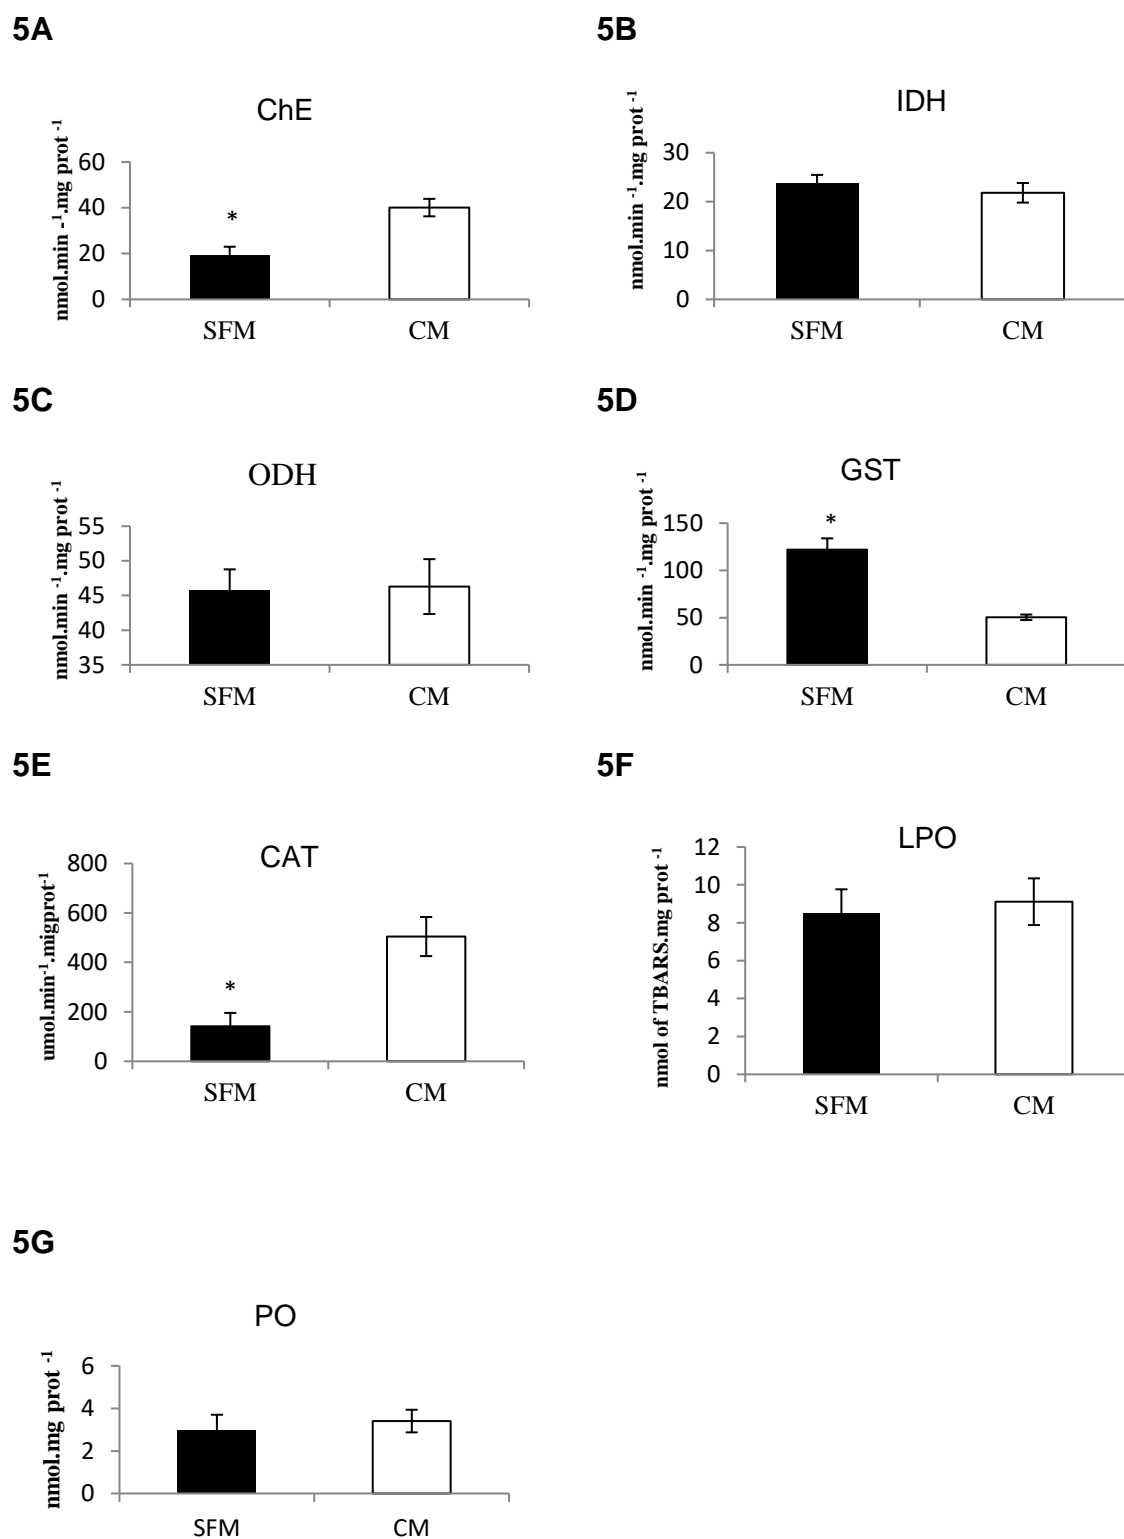 5A
ChE
nmol.min -¹.mg prot -¹
60
40
20
0
*
SFM CM
5B
IDH
nmol.min -¹.mg prot -¹
30
20
10
0
SFM CM
5C
ODH
nmol.min -¹.mg prot -¹
55
50
45
40
35
SFM CM
5D
GST
nmol.min -¹.mg prot -¹
150
100
50
0
*
SFM CM
5E
CAT
umol.min-¹.migprot-¹
800
600
400
200
0
*
SFM CM
5F
LPO
nmol of TBARS.mg prot -¹
12
10
8
6
4
2
0
SFM CM
5G
PO
nmol.mg prot -¹
6
4
2
0
SFM CM